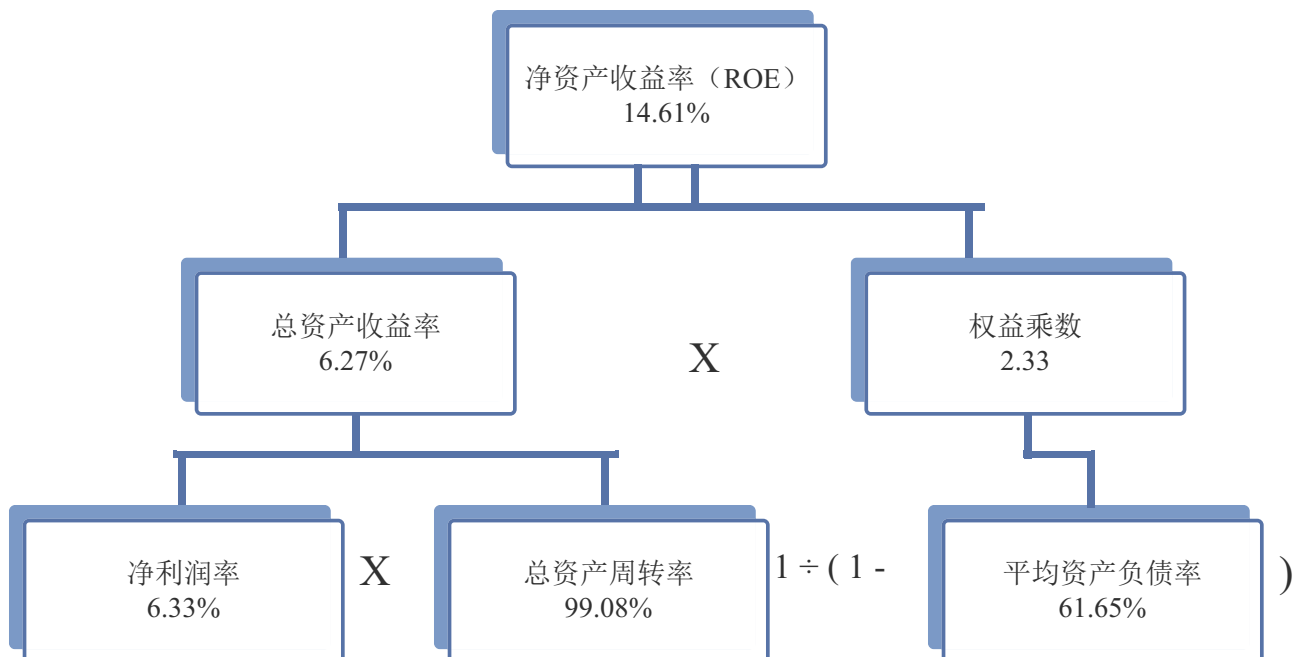 净资产收益率（ROE）
14.61%
总资产收益率
6.27%
X
权益乘数
2.33
净利润率
6.33%
X
总资产周转率
99.08%
1 ÷ ( 1 -
平均资产负债率
61.65%
)